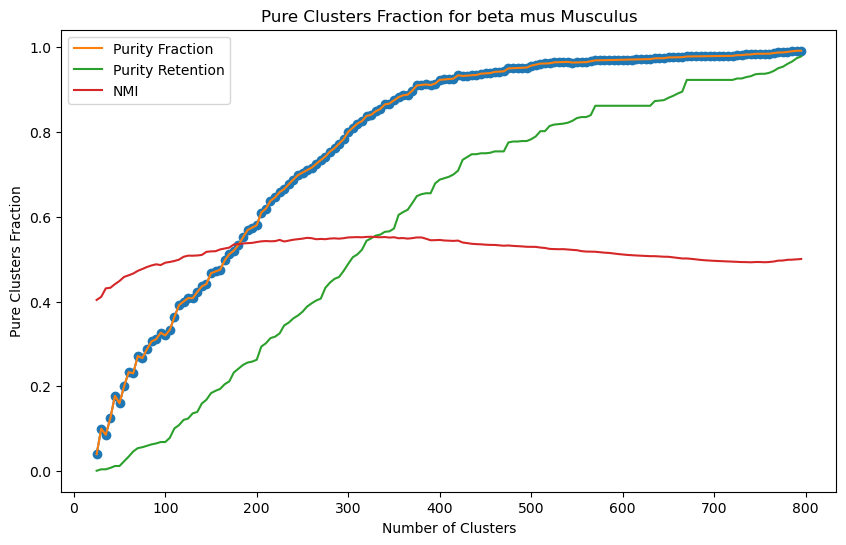 Pure Clusters Fraction for beta mus Musculus
Purity Fraction
Purity Retention
NMI
Pure Clusters Fraction
1.0
0.8
0.6
0.4
0.2
0.0
0 100 200 300 400 500 600 700 800
Number of Clusters